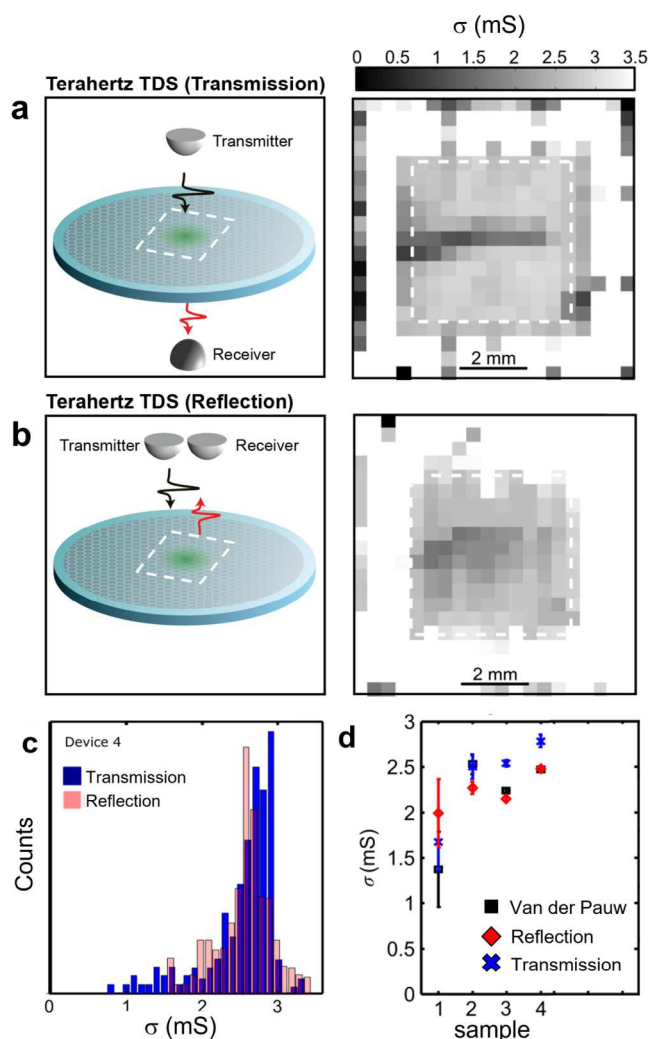 σ (mS)
0 0.5 1 1.5 2 2.5 3 3.5
Terahertz TDS (Transmission)
a
Transmitter
Receiver
2 mm
Terahertz TDS (Reflection)
b
Transmitter Receiver
2 mm
c
Device 4
Transmission
Reflection
Counts
0 1 2 3
σ (mS)
d
3
2.5
2
1.5
1
0.5
0
σ (mS)
Van der Pauw
Reflection
Transmission
1 2 3 4
sample